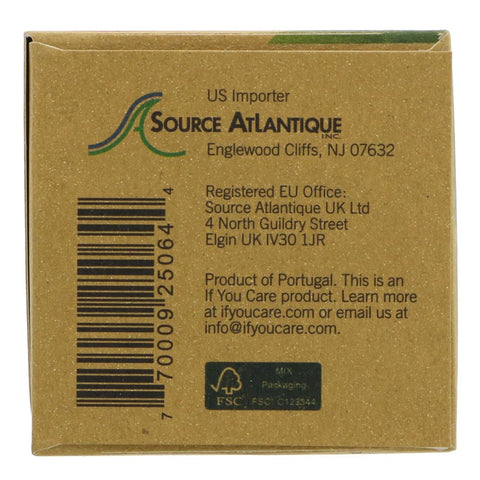 US Importer
SOURCE ATLANTIQUE
INC.
Englewood Cliffs, NJ 07632
Registered EU Office:
Source Atlantique UK Ltd
4 North Guildry Street
Elgin UK IV30 1JR
Product of Portugal. This is an
If You Care product. Learn more
at ifyoucare.com or email us at
info@ifyoucare.com.
7 70009 25064 4
FSC
MIX
Packaging
FSC® C123344